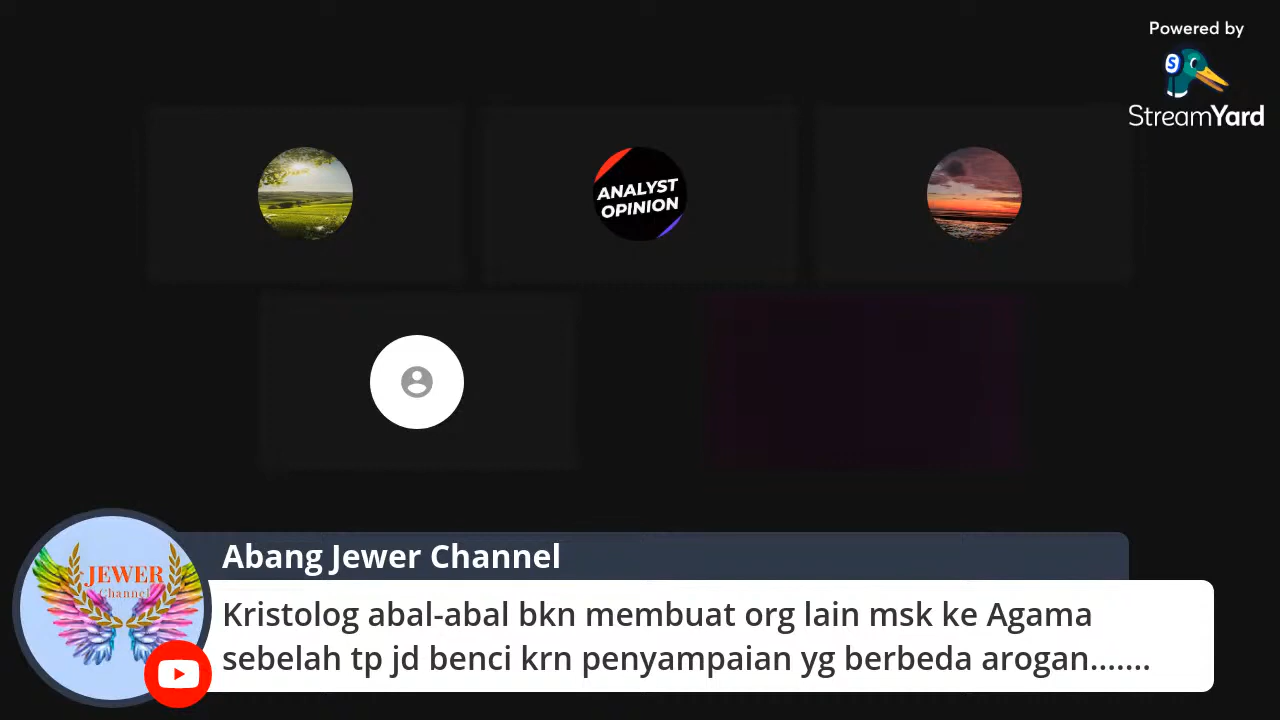 Powered by
StreamYard
ANALYST
OPINION
JEWER
Channel
Abang Jewer Channel
Kristolog abal-abal bkn membuat org lain msk ke Agama
sebelah tp jd benci krn penyampaian yg berbeda arogan.......